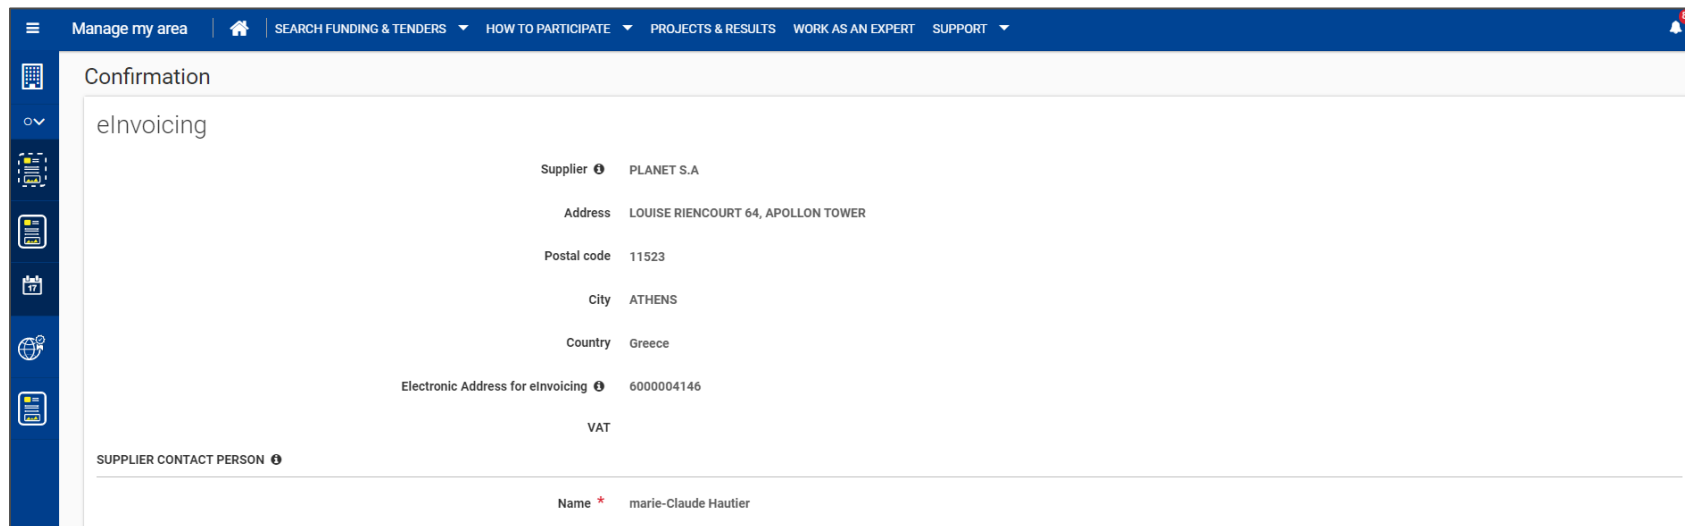 Manage my area SEARCH FUNDING & TENDERS HOW TO PARTICIPATE PROJECTS & RESULTS WORK AS AN EXPERT SUPPORT
Confirmation
eInvoicing
Supplier PLANET S.A
Address LOUISE RIENCOURT 64, APOLLON TOWER
Postal code 11523
17
City ATHENS
Country Greece
Electronic Address for eInvoicing 6000004146
VAT
SUPPLIER CONTACT PERSON
Name * marie-Claude Hautier